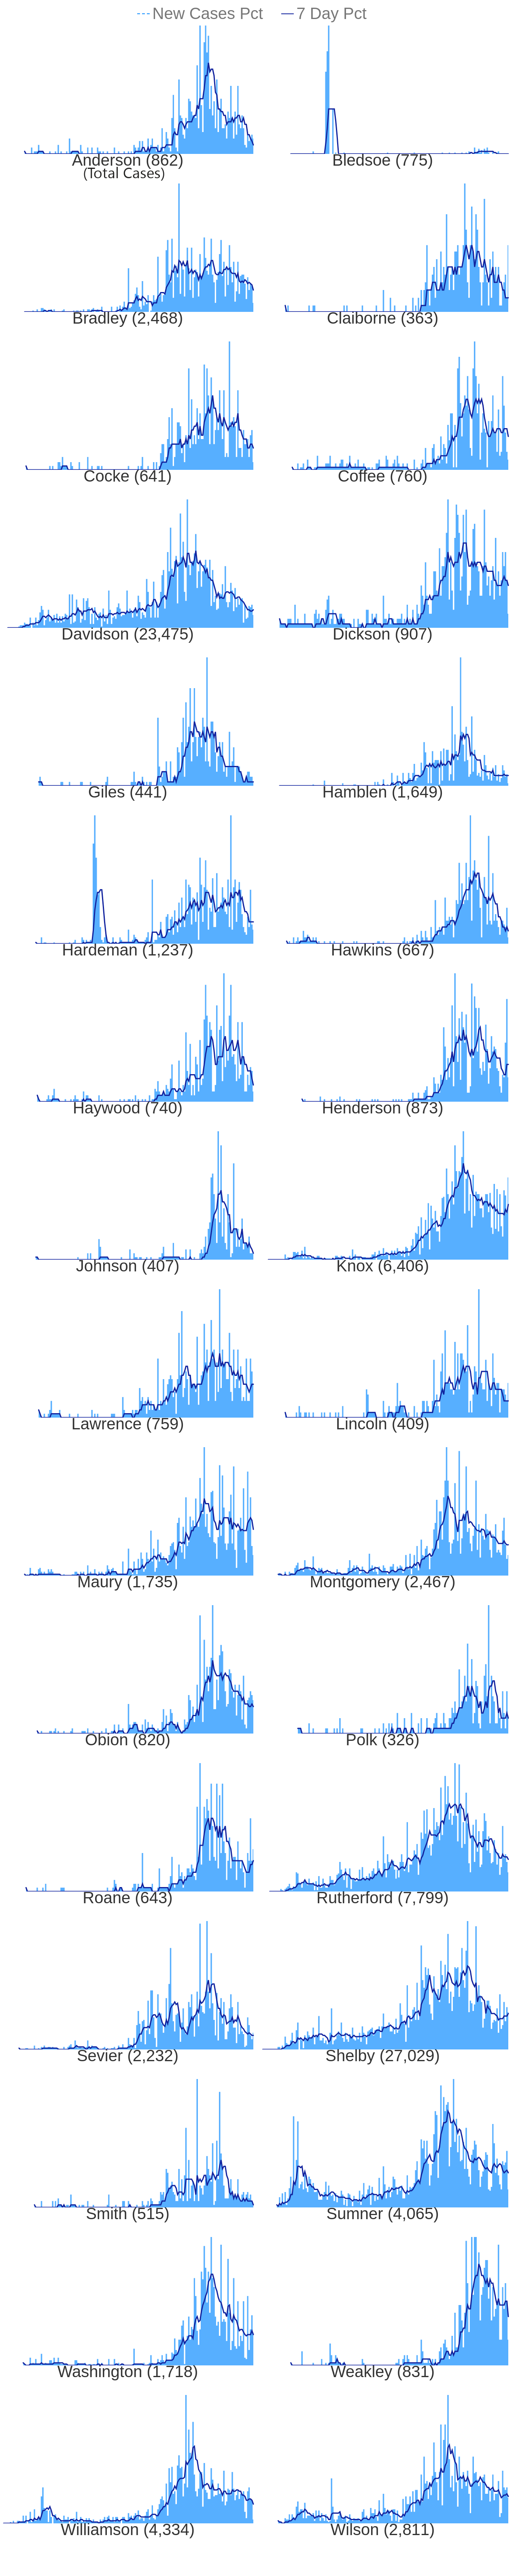 New Cases Pct 7 Day Pct
Anderson (862) Bledsoe (775)
(Total Cases)
Bradley (2,468) Claiborne (363)
Cocke (641) Coffee (760)
Davidson (23,475) Dickson (907)
Giles (441) Hamblen (1,649)
Hardeman (1,237) Hawkins (667)
Haywood (740) Henderson (873)
Johnson (407) Knox (6,406)
Lawrence (759) Lincoln (409)
Maury (1,735) Montgomery (2,467)
Obion (820) Polk (326)
Roane (643) Rutherford (7,799)
Sevier (2,232) Shelby (27,029)
Smith (515) Sumner (4,065)
Washington (1,718) Weakley (831)
Williamson (4,334) Wilson (2,811)